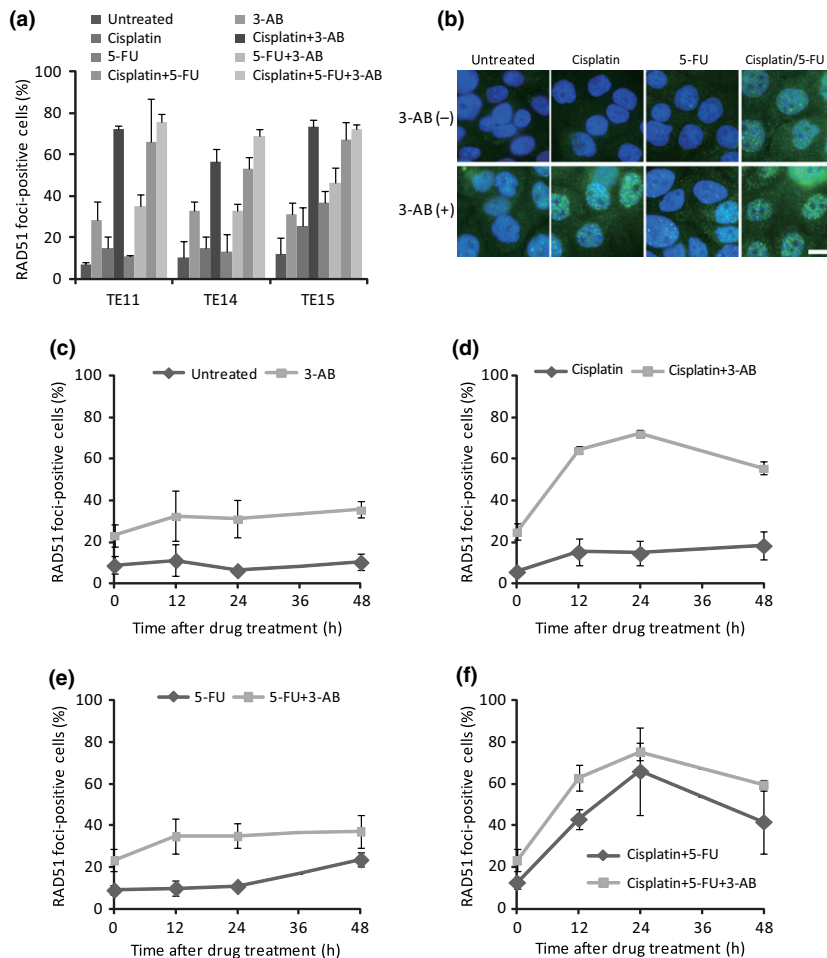 (a)
Untreated
Cisplatin
5-FU
Cisplatin+5-FU
3-AB
Cisplatin+3-AB
5-FU+3-AB
Cisplatin+5-FU+3-AB
RAD51 foci-positive cells (%)
100
80
60
40
20
0
TE11 TE14 TE15
(b)
Untreated Cisplatin 5-FU Cisplatin/5-FU
3-AB (–)
3-AB (+)
(c)
Untreated 3-AB
RAD51 foci-positive cells (%)
100
80
60
40
20
0
0 12 24 36 48
Time after drug treatment (h)
(d)
Cisplatin Cisplatin+3-AB
RAD51 foci-positive cells (%)
100
80
60
40
20
0
0 12 24 36 48
Time after drug treatment (h)
(e)
5-FU 5-FU+3-AB
RAD51 foci-positive cells (%)
100
80
60
40
20
0
0 12 24 36 48
Time after drug treatment (h)
(f)
RAD51 foci-positive cells (%)
100
80
60
40
20
0
Cisplatin+5-FU
Cisplatin+5-FU+3-AB
0 12 24 36 48
Time after drug treatment (h)